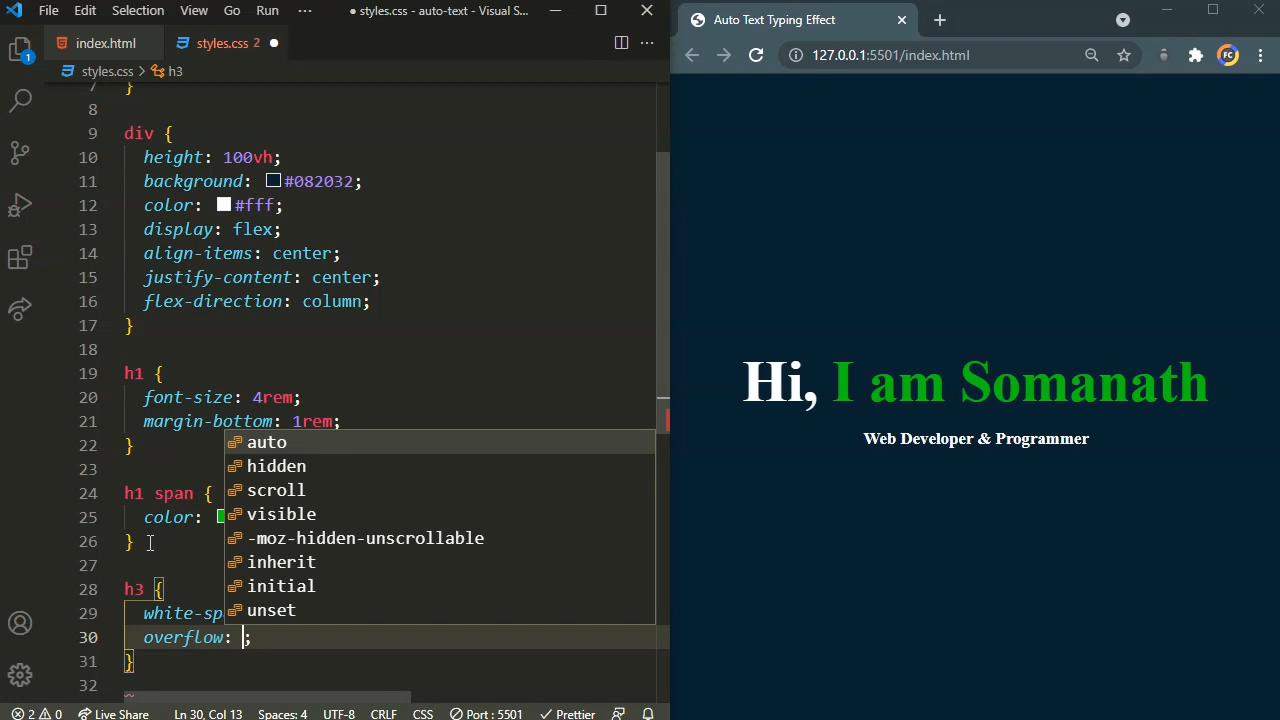 File Edit Selection View Go Run ··· ● styles.css - auto-text - Visual S...
index.html styles.css 2 ●
styles.css > h3
1
7 }
8
9 div {
10 height: 100vh;
11 background: #082032;
12 color: #fff;
13 display: flex;
14 align-items: center;
15 justify-content: center;
16 flex-direction: column;
17 }
18
19 h1 {
20 font-size: 4rem;
21 margin-bottom: 1rem;
22 }
23
24 h1 span {
25 color:
26 }
27
28 h3 {
29 white-sp
30 overflow: ;
31 }
32
auto
hidden
scroll
visible
-moz-hidden-unscrollable
inherit
initial
unset
2 0 Live Share Ln 30, Col 13 Spaces: 4 UTF-8 CRLF CSS Port : 5501 Prettier
Auto Text Typing Effect
127.0.0.1:5501/index.html
FC
Hi, I am Somanath
Web Developer & Programmer